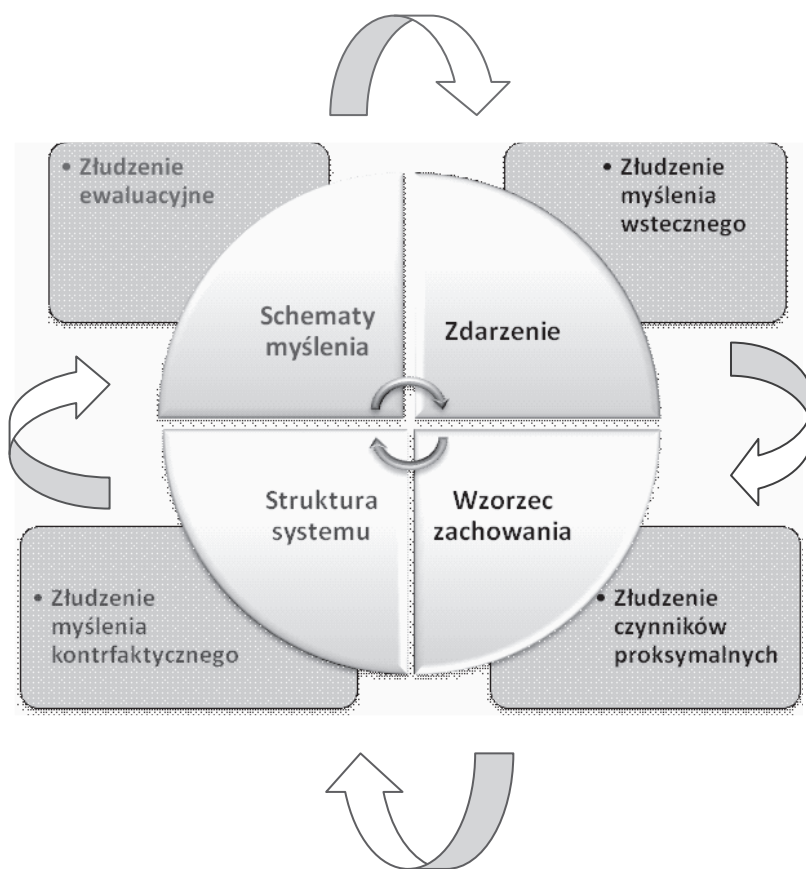 • Złudzenie
ewaluacyjne
• Złudzenie
myślenia
wstecznego
Schematy
myślenia
Zdarzenie
Struktura
systemu
Wzorzec
zachowania
• Złudzenie
myślenia
kontrfaktycznego
• Złudzenie
czynników
proksymalnych